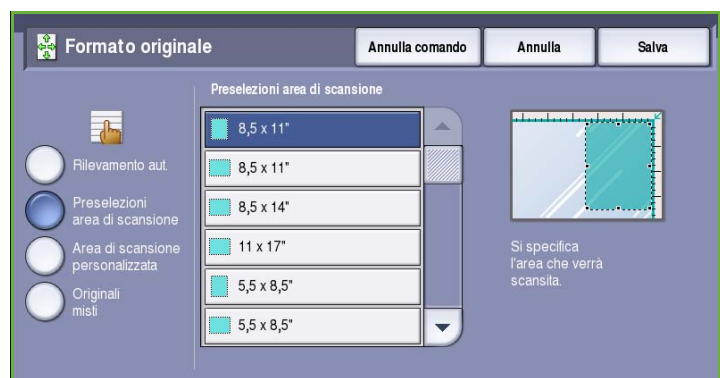 Formato originale
Annulla comando
Annulla
Salva
Preselezioni area di scansione
Rilevamento aut.
Preselezioni
area di scansione
Area di scansione
personalizzata
Originali
misti
8,5 x 11"
8,5 x 11"
8,5 x 14"
11 x 17"
5,5 x 8,5"
5,5 x 8,5"
Si specifica
l'area che verrà
scansita.